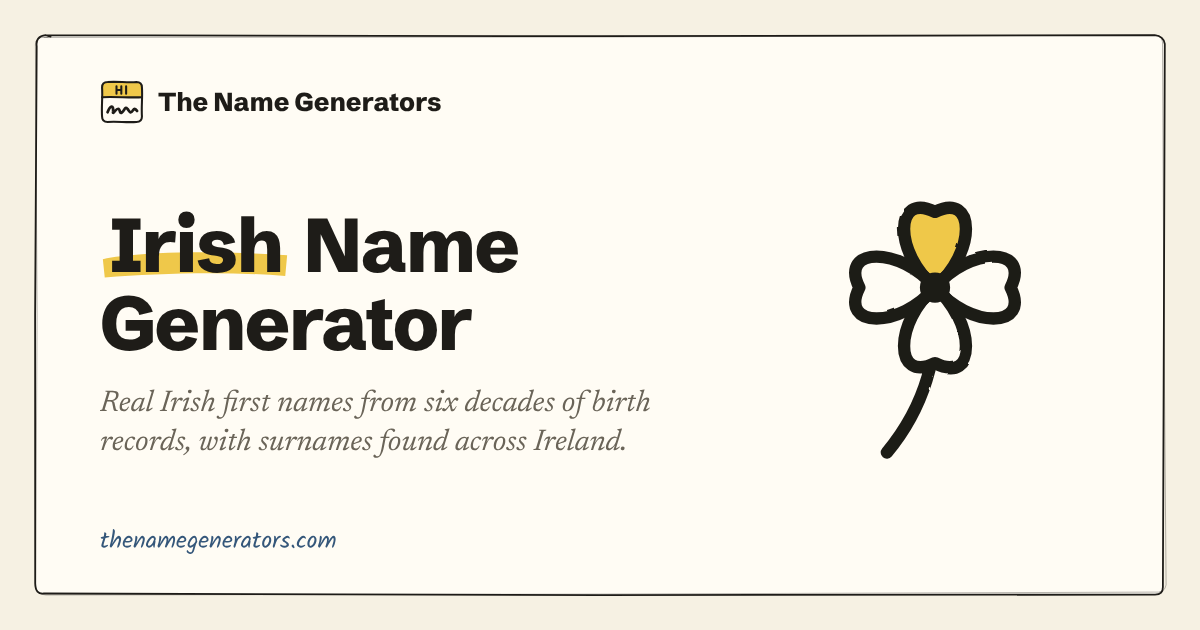 HI
The Name Generators
Irish Name
Generator
Real Irish first names from six decades of birth
records, with surnames found across Ireland.
thenamegenerators.com